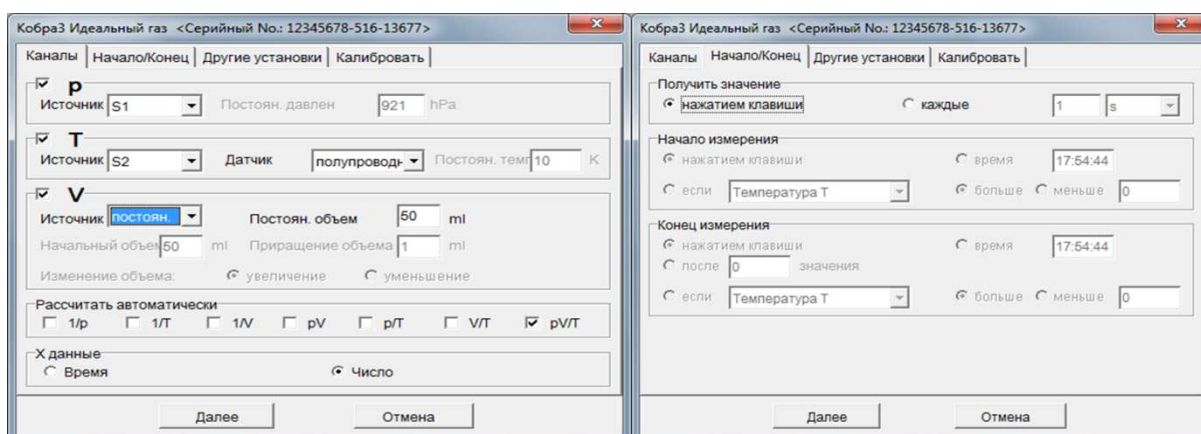 Кобра3 Идеальный газ <Серийный No.: 12345678-516-13677>
Каналы Начало/Конец Другие установки Калибровать
p
Источник S1 Постоян. давлен 921 hPa
T
Источник S2 Датчик полупроводн Постоян. темп 10 K
V
Источник постоян. Постоян. объем 50 ml
Начальный объем 50 ml Приращение объема 1 ml
Изменение объема: увеличение уменьшение
Рассчитать автоматически
1/p 1/T 1/V pV p/T V/T pV/T
X данные
Время Число
Далее Отмена
Кобра3 Идеальный газ <Серийный No.: 12345678-516-13677>
Каналы Начало/Конец Другие установки Калибровать
Получить значение
нажатием клавиши каждые 1 s
Начало измерения
нажатием клавиши время 17:54:44
если Температура T больше меньше 0
Конец измерения
нажатием клавиши время 17:54:44
после 0 значения
если Температура T больше меньше 0
Далее Отмена